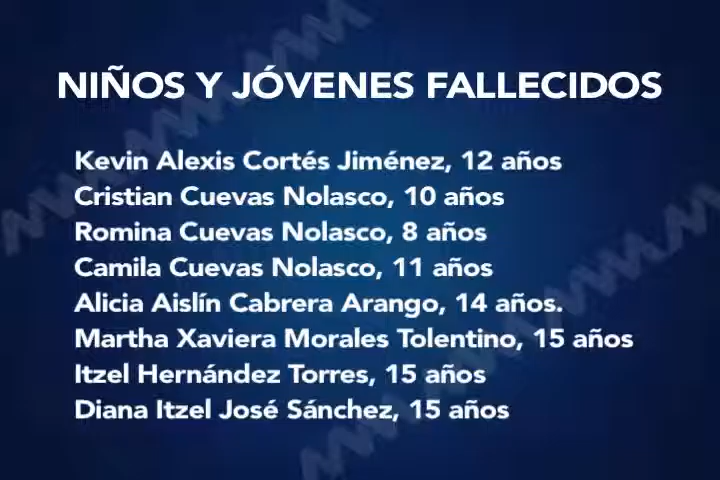 NIÑOS Y JÓVENES FALLECIDOS
Kevin Alexis Cortés Jiménez, 12 años
Cristian Cuevas Nolasco, 10 años
Romina Cuevas Nolasco, 8 años
Camila Cuevas Nolasco, 11 años
Alicia Aislín Cabrera Arango, 14 años.
Martha Xaviera Morales Tolentino, 15 años
Itzel Hernández Torres, 15 años
Diana Itzel José Sánchez, 15 años